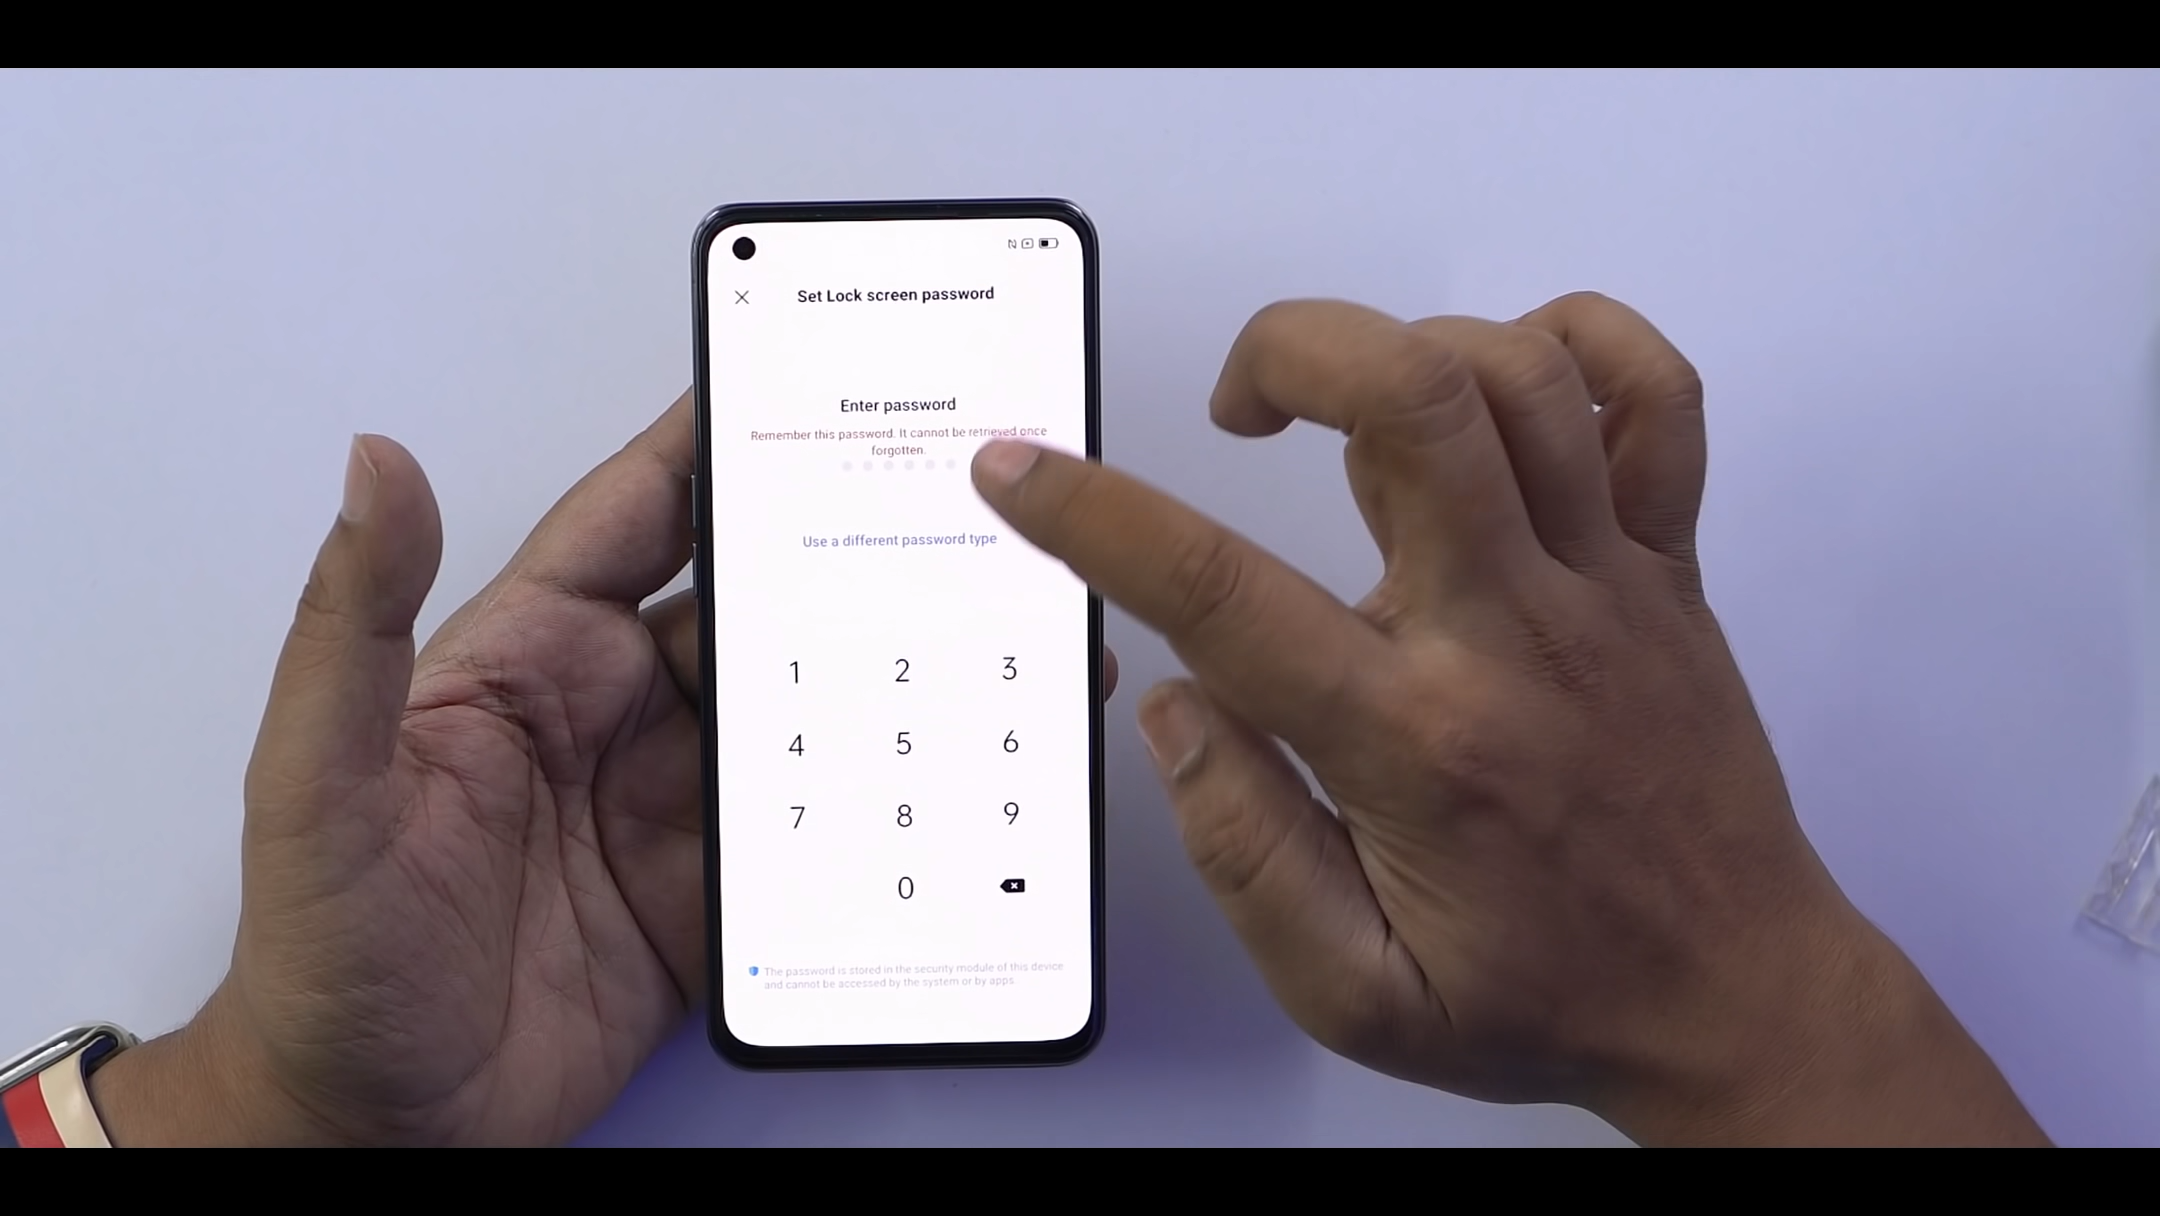 Set Lock screen password
Enter password
Remember this password. It cannot be retrieved once
forgotten.
Use a different password type
1 2 3
4 5 6
7 8 9
0
The password is stored in the security module of this device
and cannot be accessed by the system or by apps.